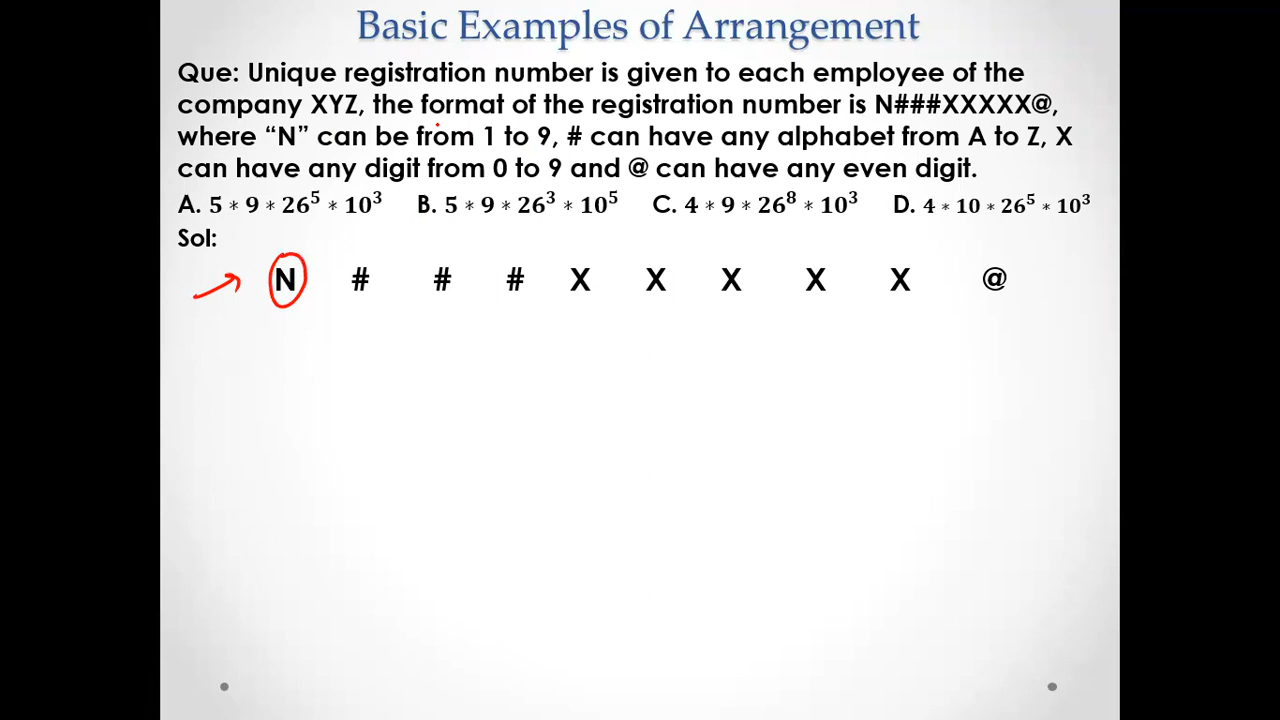 Basic Examples of Arrangement
Que: Unique registration number is given to each employee of the
company XYZ, the format of the registration number is N###XXXXX@,
where “N” can be from 1 to 9, # can have any alphabet from A to Z, X
can have any digit from 0 to 9 and @ can have any even digit.
A. 5 * 9 * 26⁵ * 10³ B. 5 * 9 * 26³ * 10⁵ C. 4 * 9 * 26⁸ * 10³ D. 4 * 10 * 26⁵ * 10³
Sol:
N # # # X X X X X @